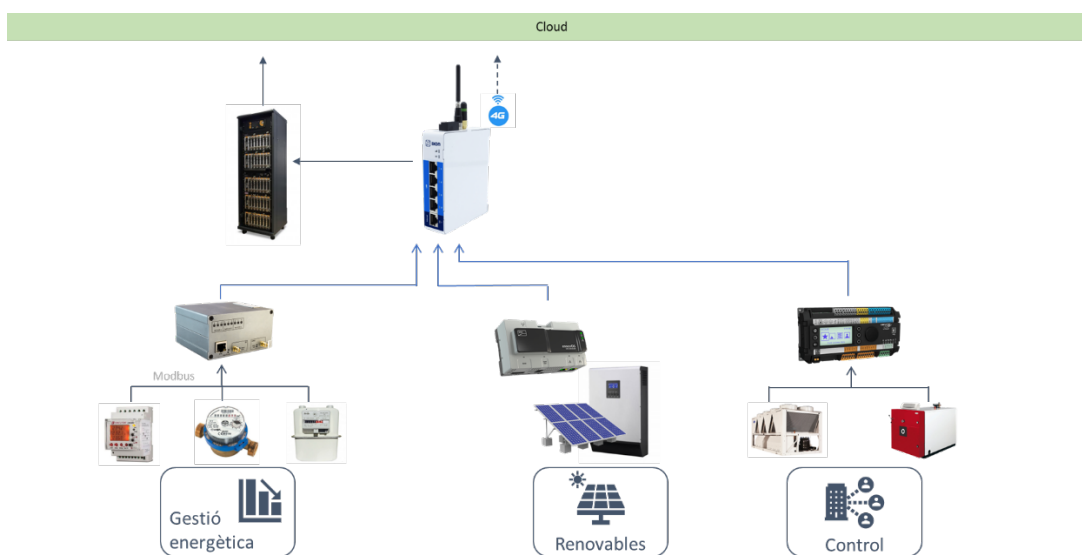 Cloud
4G
Modbus
Gestió
energètica
Renovables
Control